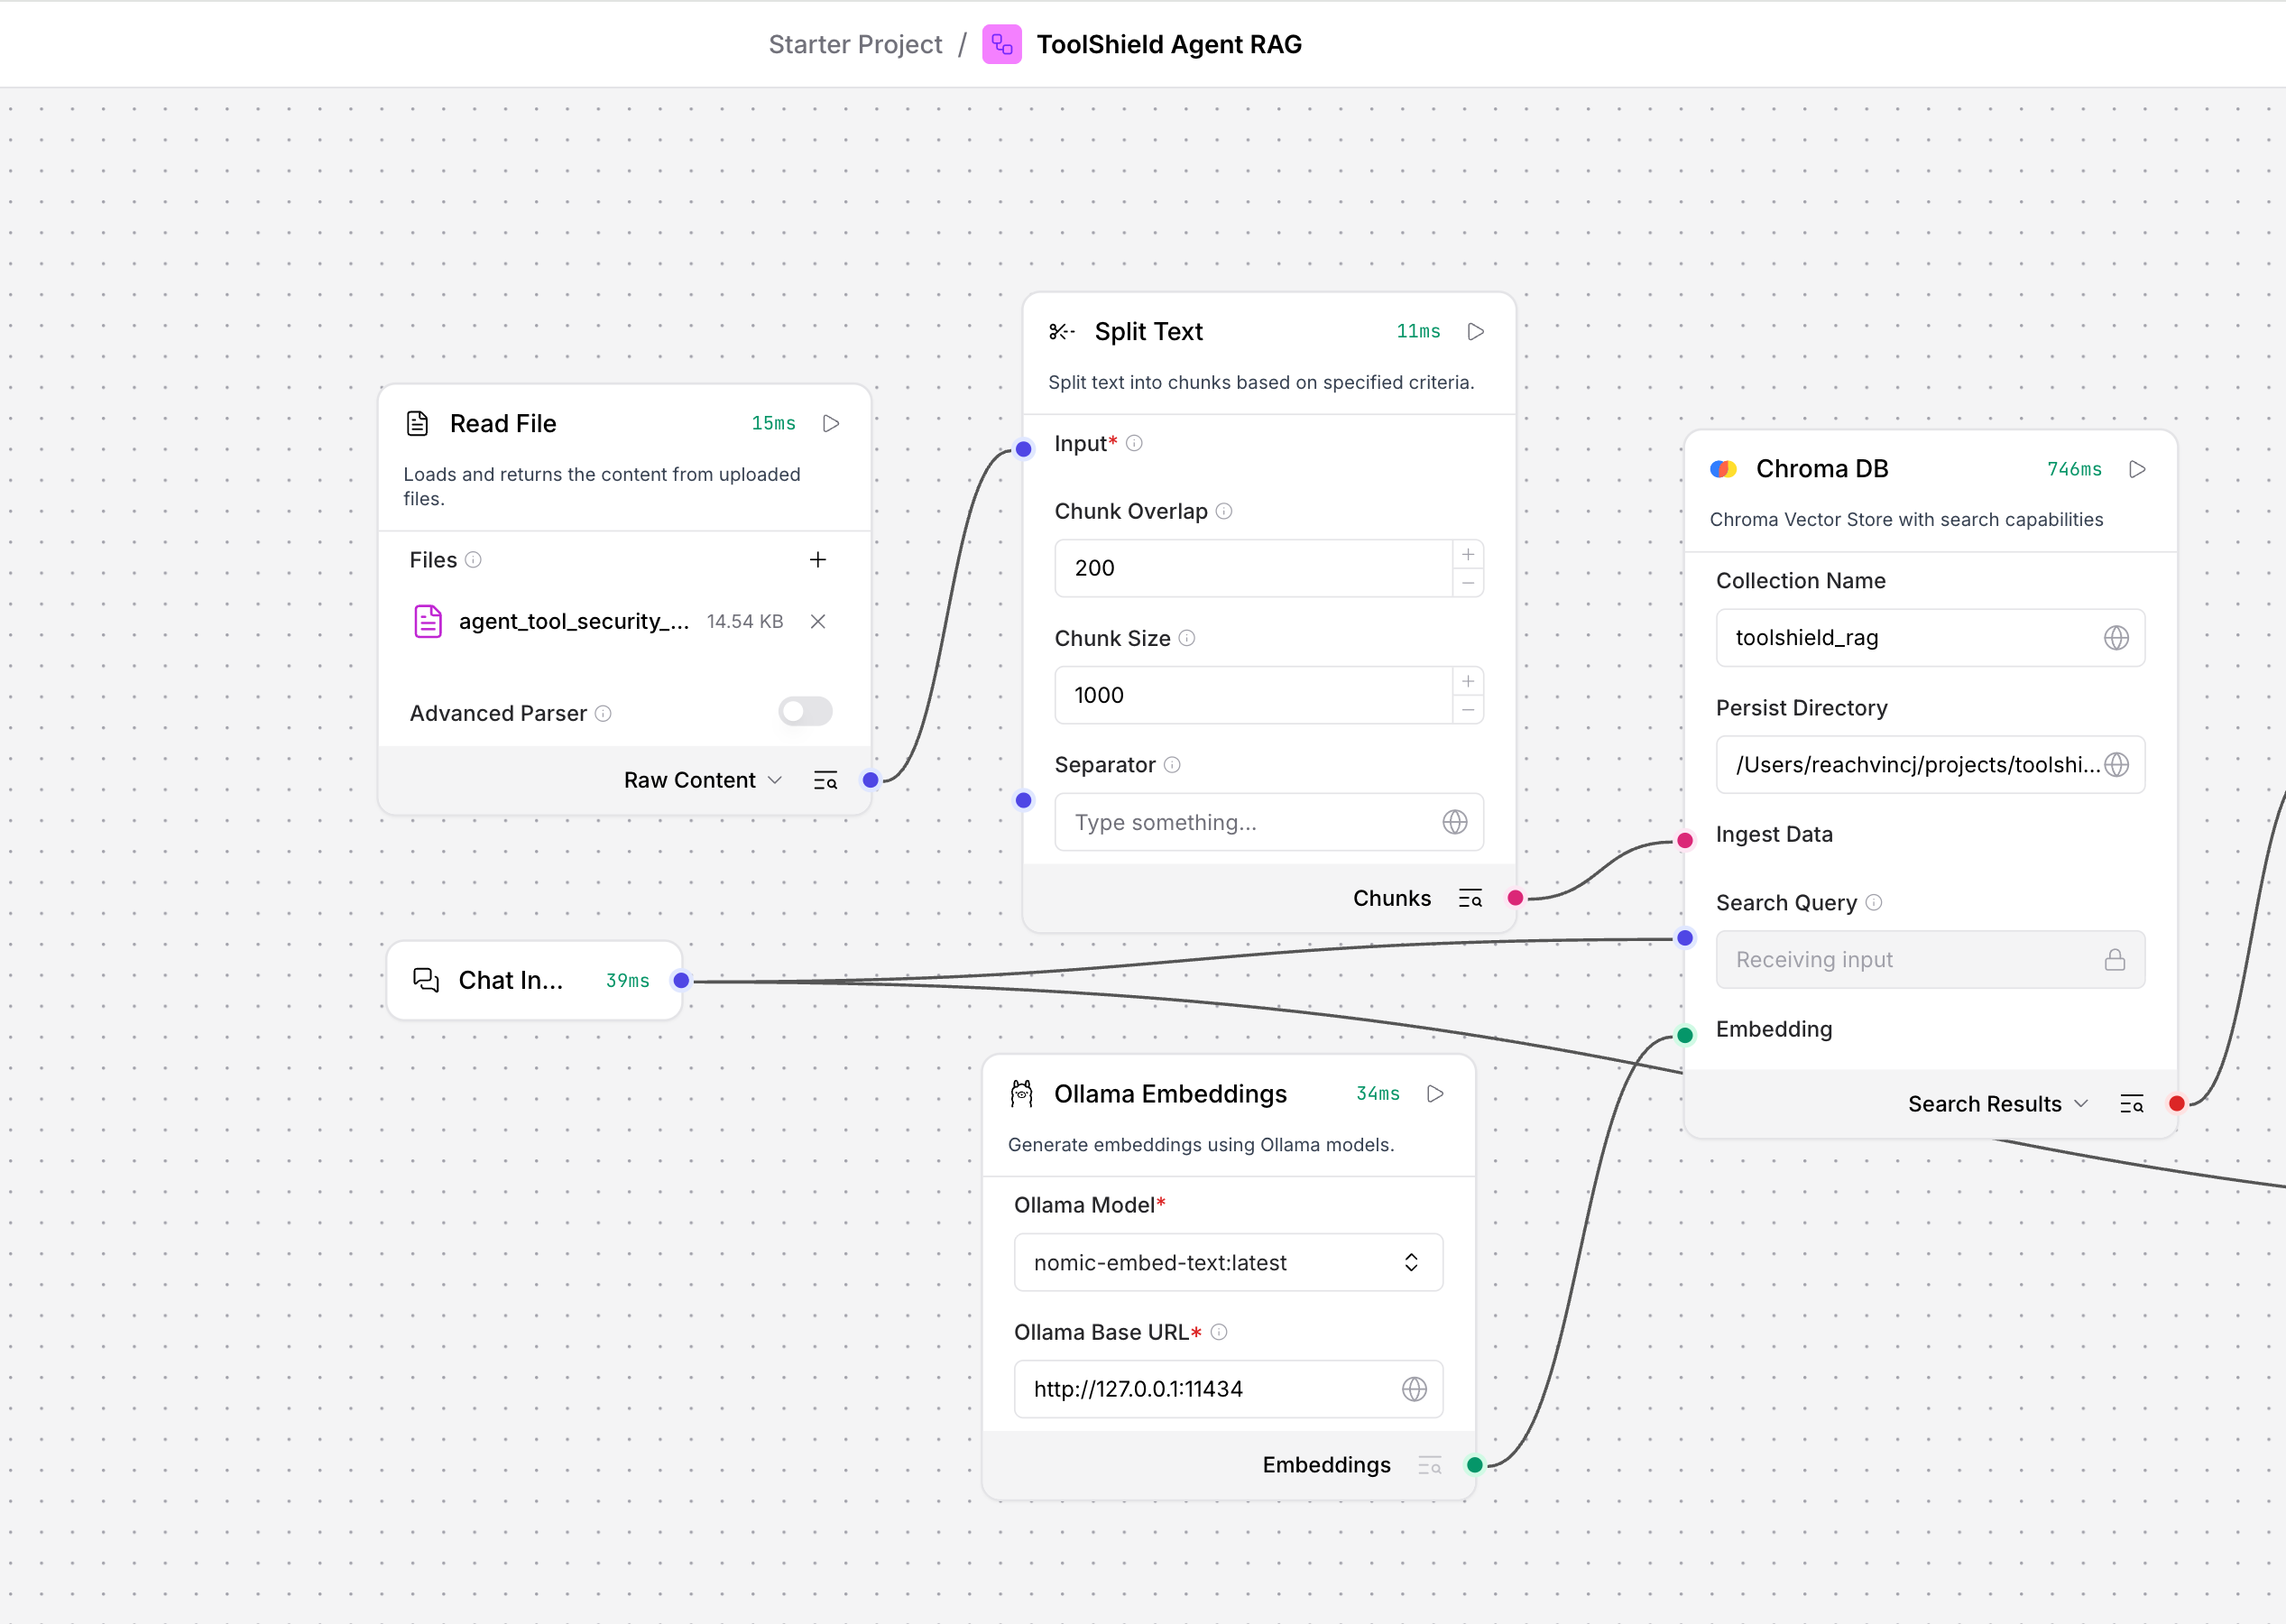 Starter Project / ToolShield Agent RAG
Read File 15ms
Loads and returns the content from uploaded
files.
Files
agent_tool_security_... 14.54 KB
Advanced Parser
Raw Content
Chat In... 39ms
Split Text 11ms
Split text into chunks based on specified criteria.
Input*
Chunk Overlap
200
Chunk Size
1000
Separator
Type something...
Chunks
Ollama Embeddings 34ms
Generate embeddings using Ollama models.
Ollama Model*
nomic-embed-text:latest
Ollama Base URL*
http://127.0.0.1:11434
Embeddings
Chroma DB 746ms
Chroma Vector Store with search capabilities
Collection Name
toolshield_rag
Persist Directory
/Users/reachvincj/projects/toolshi...
Ingest Data
Search Query
Receiving input
Embedding
Search Results